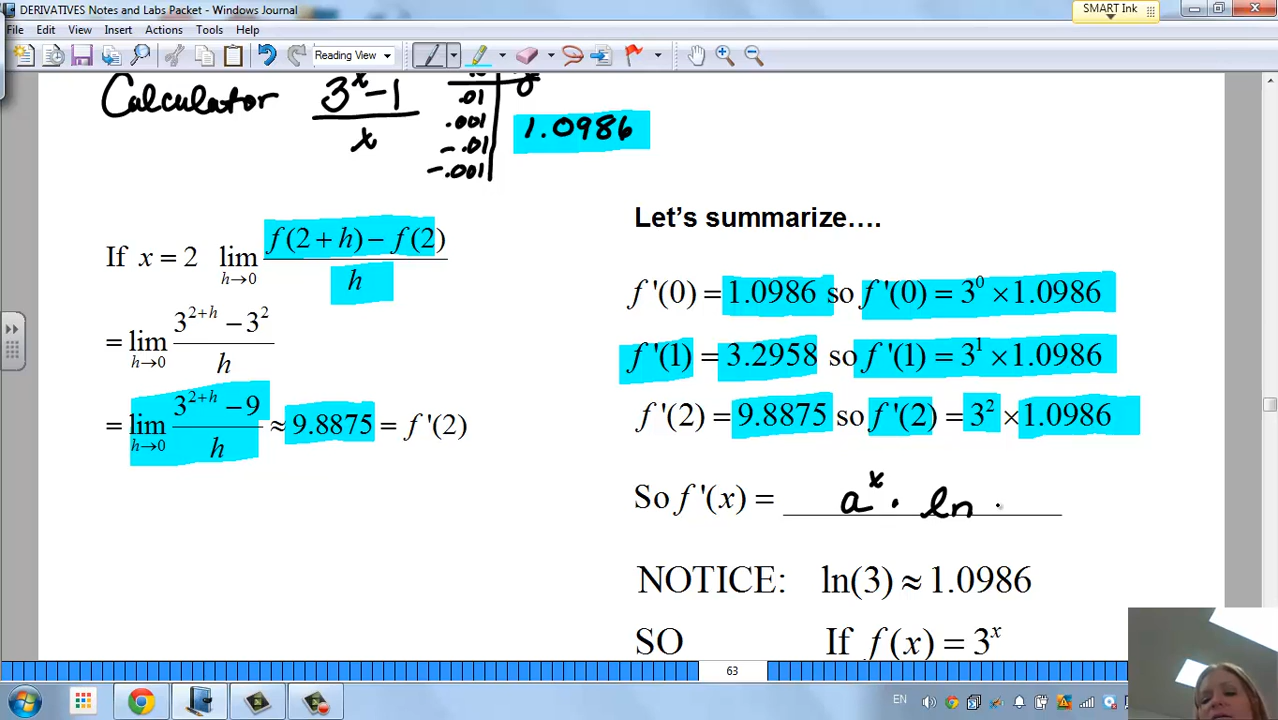 DERIVATIVES Notes and Labs Packet - Windows Journal
SMART Ink
File Edit View Insert Actions Tools Help
Reading View
Calculator 3^x − 1 / x
.01
.001 1.0986
−.01
−.001
If x = 2 lim h→0 f(2 + h) − f(2) / h
= lim h→0 3^(2+h) − 3^2 / h
= lim h→0 3^(2+h) − 9 / h ≈ 9.8875 = f '(2)
Let's summarize….
f '(0) = 1.0986 so f '(0) = 3^0 × 1.0986
f '(1) = 3.2958 so f '(1) = 3^1 × 1.0986
f '(2) = 9.8875 so f '(2) = 3^2 × 1.0986
So f '(x) = a^x · ln
NOTICE: ln(3) ≈ 1.0986
SO If f(x) = 3^x
63
EN